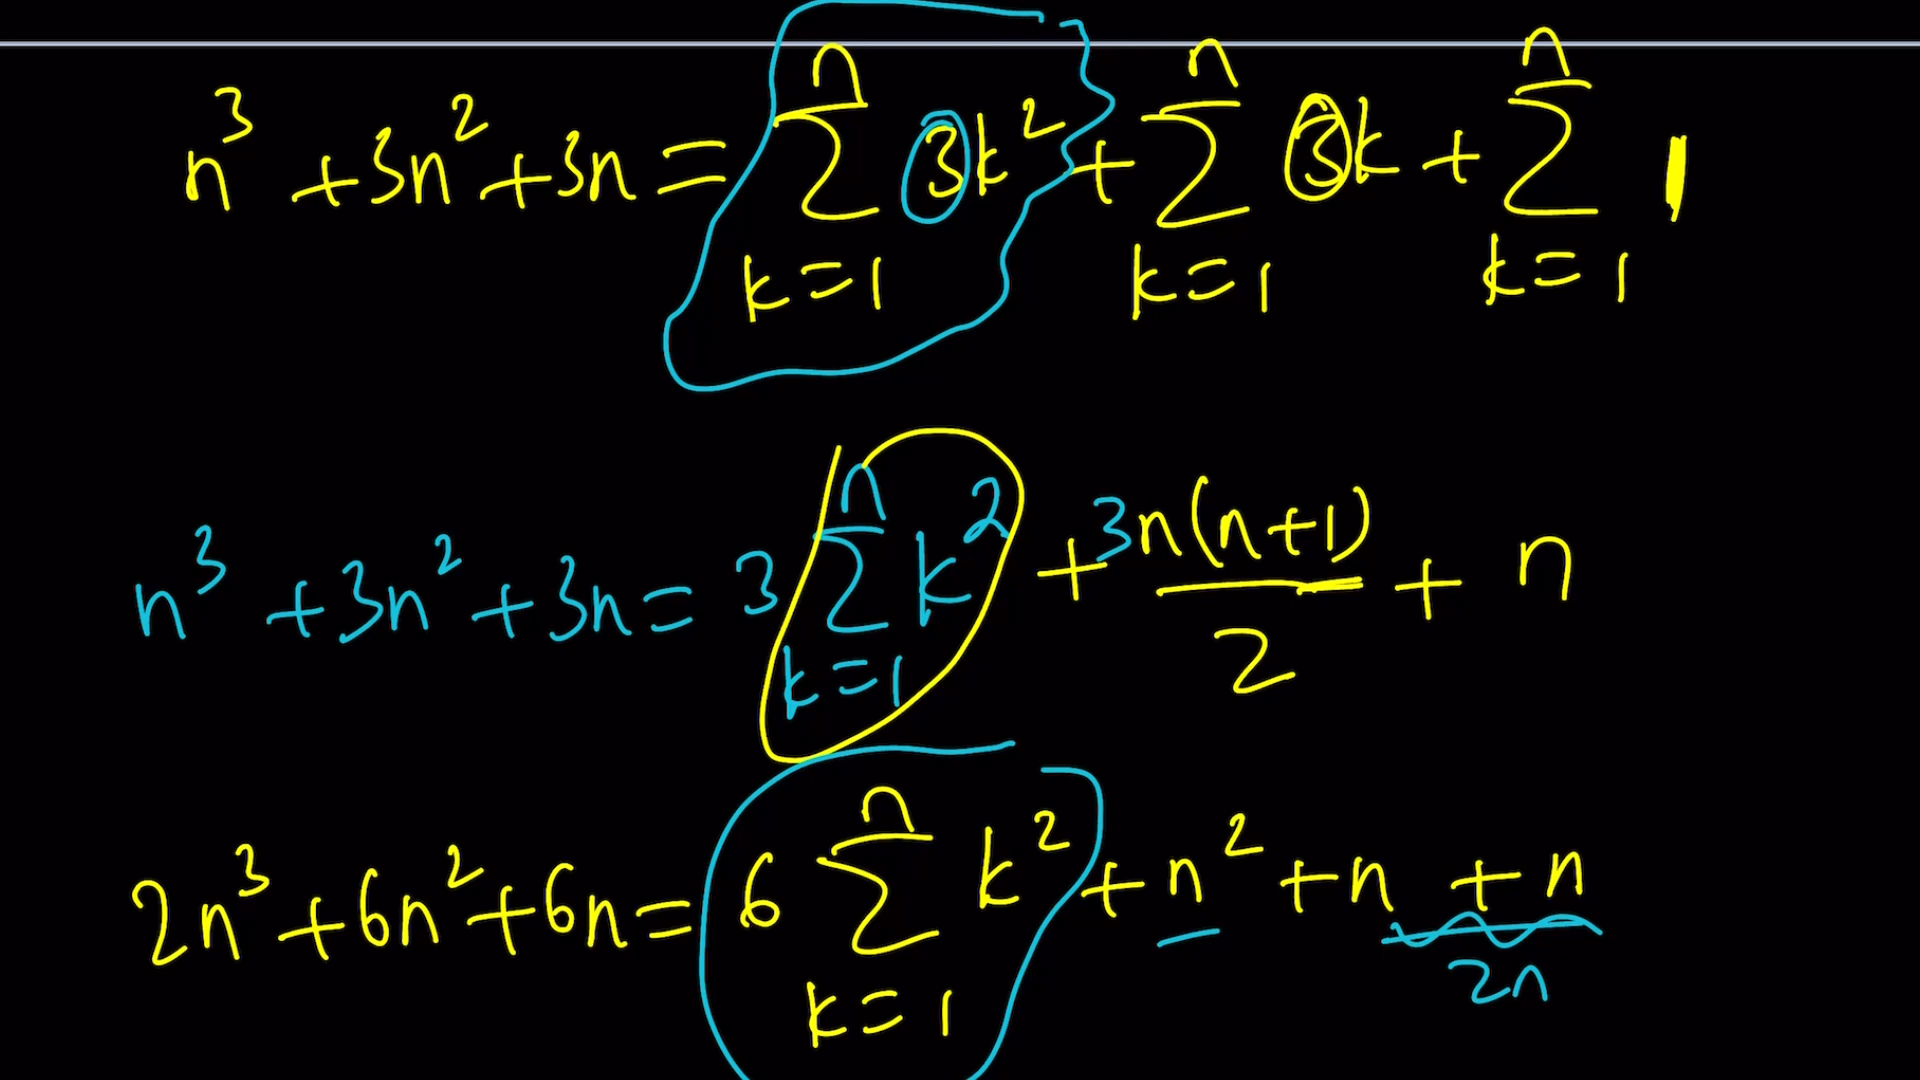 n³ + 3n² + 3n = ∑_{k=1}^{n} 3k² + ∑_{k=1}^{n} 3k + ∑_{k=1}^{n} 1
n³ + 3n² + 3n = 3 ∑_{k=1}^{n} k² + 3n(n+1)/2 + n
2n³ + 6n² + 6n = 6 ∑_{k=1}^{n} k² + n² + n + n
2n